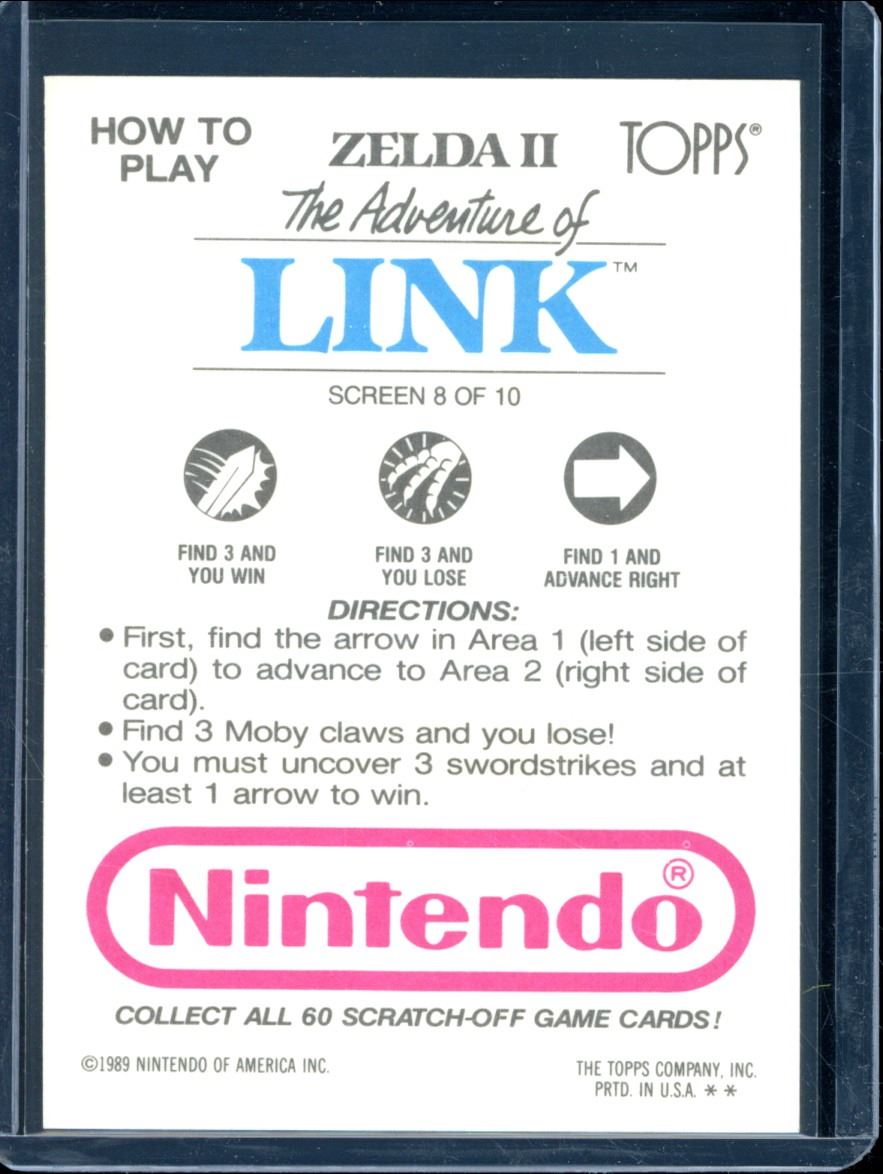 HOW TO
PLAY
ZELDA II
TOPPS®
The Adventure of
LINK™
SCREEN 8 OF 10
FIND 3 AND
YOU WIN
FIND 3 AND
YOU LOSE
FIND 1 AND
ADVANCE RIGHT
DIRECTIONS:
• First, find the arrow in Area 1 (left side of
card) to advance to Area 2 (right side of
card).
• Find 3 Moby claws and you lose!
• You must uncover 3 swordstrikes and at
least 1 arrow to win.
Nintendo®
COLLECT ALL 60 SCRATCH-OFF GAME CARDS!
©1989 NINTENDO OF AMERICA INC.
THE TOPPS COMPANY, INC.
PRTD. IN U.S.A. * *